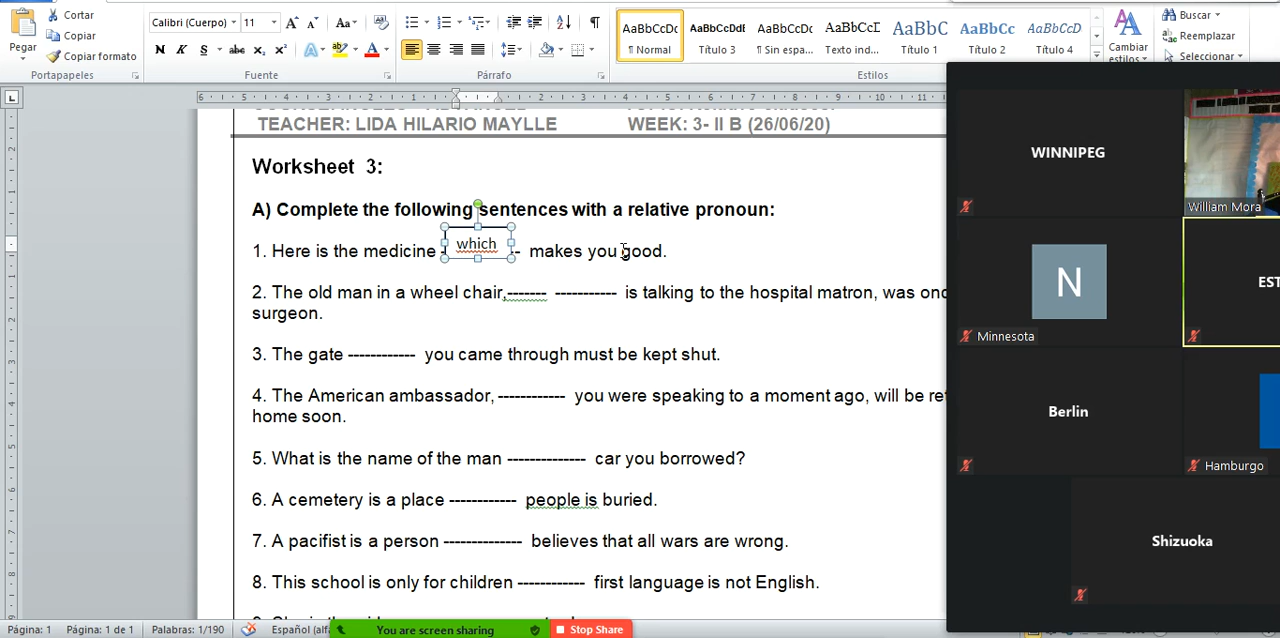 Cortar
Calibri (Cuerpo) 11
Buscar
Copiar
AaBbCcDc AaBbCcDdI AaBbCcDc AaBbCcD AaBbC AaBbCc AaBbCcD
Reemplazar
Pegar
Copiar formato
¶ Normal Título 3 ¶ Sin espa... Texto ind... Título 1 Título 2 Título 4
Cambiar
estilos
Seleccionar
Portapapeles Fuente Párrafo Estilos
TEACHER: LIDA HILARIO MAYLLE WEEK: 3- II B (26/06/20)
Worksheet 3:
A) Complete the following sentences with a relative pronoun:
1. Here is the medicine - which -- makes you good.
2. The old man in a wheel chair,------- ----------- is talking to the hospital matron, was onc
surgeon.
3. The gate ------------ you came through must be kept shut.
4. The American ambassador, ------------ you were speaking to a moment ago, will be ret
home soon.
5. What is the name of the man -------------- car you borrowed?
6. A cemetery is a place ------------ people is buried.
7. A pacifist is a person -------------- believes that all wars are wrong.
8. This school is only for children ------------ first language is not English.
WINNIPEG
William Mora
N
Minnesota
EST
Berlin
Hamburgo
Shizuoka
Página: 1 Página: 1 de 1 Palabras: 1/190 Español (alfa
You are screen sharing Stop Share